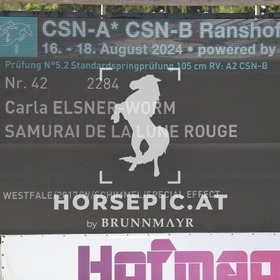 CSN-A* CSN-B Ranshof
16. - 18. August 2024 • powered by
Prüfung N°5.2 Standardspringprüfung 105 cm RV: A2 CSN-B
Nr. 42 2284
Carla ELSNER-WORM
SAMURAI DE LA LUNE ROUGE
HORSEPIC.AT
WESTFALE/2017/W/SCHIMMEL/SPECIAL EFFECT
by BRUNNMAYR
Hofman